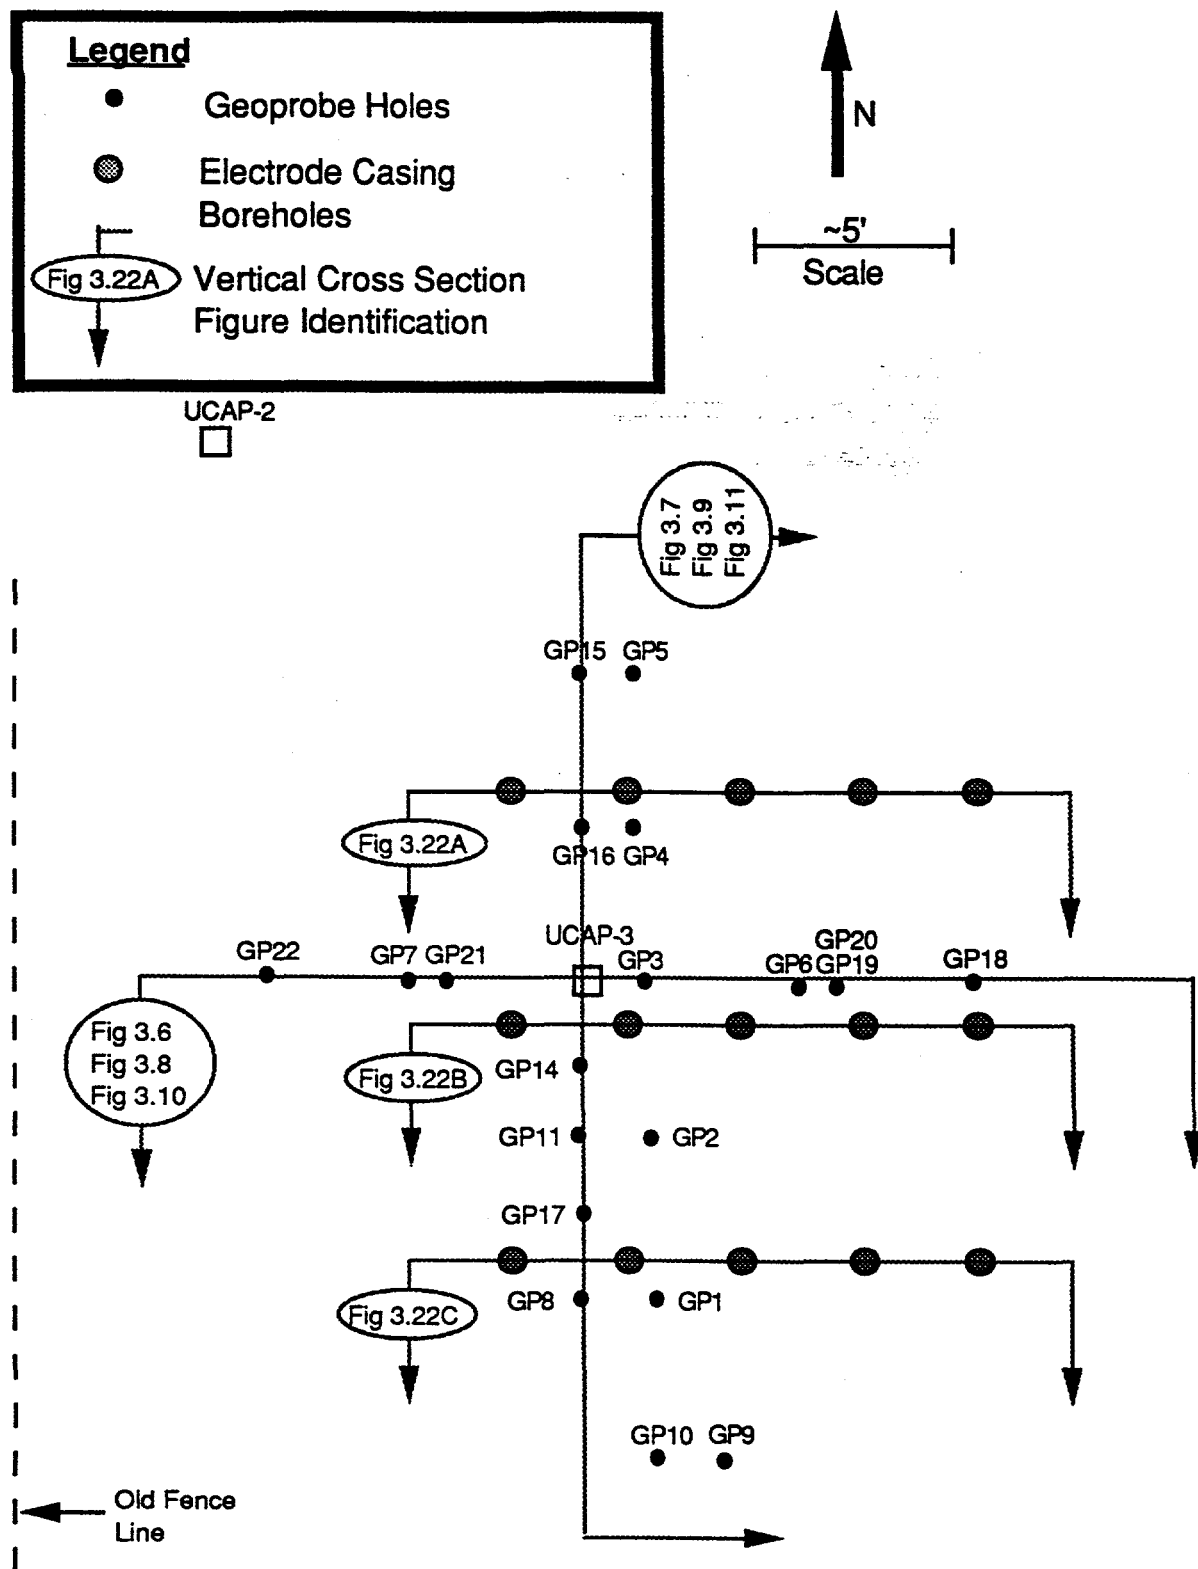 Legend
Geoprobe Holes
Electrode Casing
Boreholes
Fig 3.22A
Vertical Cross Section
Figure Identification
N
~5'
Scale
UCAP-2
Fig 3.7
Fig 3.9
Fig 3.11
GP15 GP5
Fig 3.22A
GP16 GP4
UCAP-3
GP20
GP22 GP7 GP21 GP3 GP6 GP19 GP18
Fig 3.6
Fig 3.8
Fig 3.10
Fig 3.22B
GP14
GP11 GP2
GP17
Fig 3.22C
GP8 GP1
GP10 GP9
Old Fence
Line